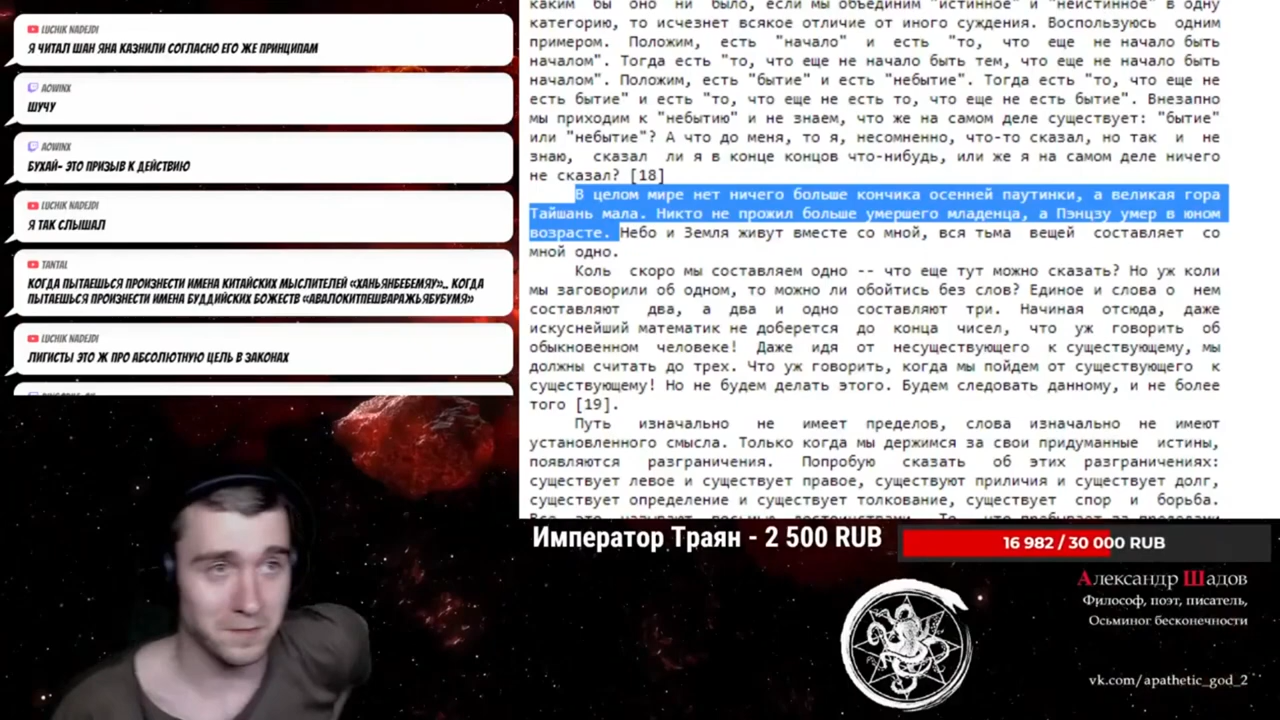 LUCHIK NADEJDI
Я ЧИТАЛ ШАН ЯНА КАЗНИЛИ СОГЛАСНО ЕГО ЖЕ ПРИНЦИПАМ
AOWINX
ШУЧУ
AOWINX
БУХАЙ- ЭТО ПРИЗЫВ К ДЕЙСТВИЮ
LUCHIK NADEJDI
Я ТАК СЛЫШАЛ
TANTAL
КОГДА ПЫТАЕШЬСЯ ПРОИЗНЕСТИ ИМЕНА КИТАЙСКИХ МЫСЛИТЕЛЕЙ «ХАНЬЯНБЕБЕМЯУ».. КОГДА
ПЫТАЕШЬСЯ ПРОИЗНЕСТИ ИМЕНА БУДДИЙСКИХ БОЖЕСТВ «АВАЛОКИТПЕШВАРАЖЬЯБУБУМЯ»
LUCHIK NADEJDI
ЛИГИСТЫ ЭТО Ж ПРО АБСОЛЮТНУЮ ЦЕЛЬ В ЗАКОНАХ
каким бы оно ни было, если мы объединим "истинное" и "неистинное" в одну
категорию, то исчезнет всякое отличие от иного суждения. Воспользуюсь одним
примером. Положим, есть "начало" и есть "то, что еще не начало быть
началом". Тогда есть "то, что еще не начало быть тем, что еще не начало быть
началом". Положим, есть "бытие" и есть "небытие". Тогда есть "то, что еще не
есть бытие" и есть "то, что еще не есть то, что еще не есть бытие". Внезапно
мы приходим к "небытию" и не знаем, что же на самом деле существует: "бытие"
или "небытие"? А что до меня, то я, несомненно, что-то сказал, но так и не
знаю, сказал ли я в конце концов что-нибудь, или же я на самом деле ничего
не сказал? [18]
В целом мире нет ничего больше кончика осенней паутинки, а великая гора
Тайшань мала. Никто не прожил больше умершего младенца, а Пэнцзу умер в юном
возрасте. Небо и Земля живут вместе со мной, вся тьма вещей составляет со
мной одно.
Коль скоро мы составляем одно -- что еще тут можно сказать? Но уж коли
мы заговорили об одном, то можно ли обойтись без слов? Единое и слова о нем
составляют два, а два и одно составляют три. Начиная отсюда, даже
искуснейший математик не доберется до конца чисел, что уж говорить об
обыкновенном человеке! Даже идя от несуществующего к существующему, мы
должны считать до трех. Что уж говорить, когда мы пойдем от существующего к
существующему! Но не будем делать этого. Будем следовать данному, и не более
того [19].
Путь изначально не имеет пределов, слова изначально не имеют
установленного смысла. Только когда мы держимся за свои придуманные истины,
появляются разграничения. Попробую сказать об этих разграничениях:
существует левое и существует правое, существуют приличия и существует долг,
существует определение и существует толкование, существует спор и борьба.
Император Траян - 2 500 RUB
16 982 / 30 000 RUB
Александр Шадов
Философ, поэт, писатель,
Осьминог бесконечности
vk.com/apathetic_god_2